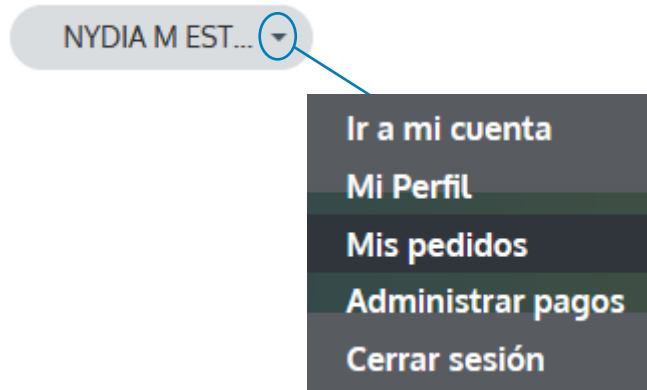 NYDIA M EST...
Ir a mi cuenta
Mi Perfil
Mis pedidos
Administrar pagos
Cerrar sesión